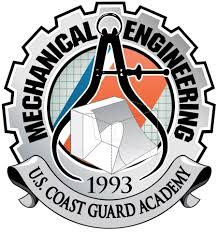 MECHANICAL ENGINEERING
1993
U.S. COAST GUARD ACADEMY